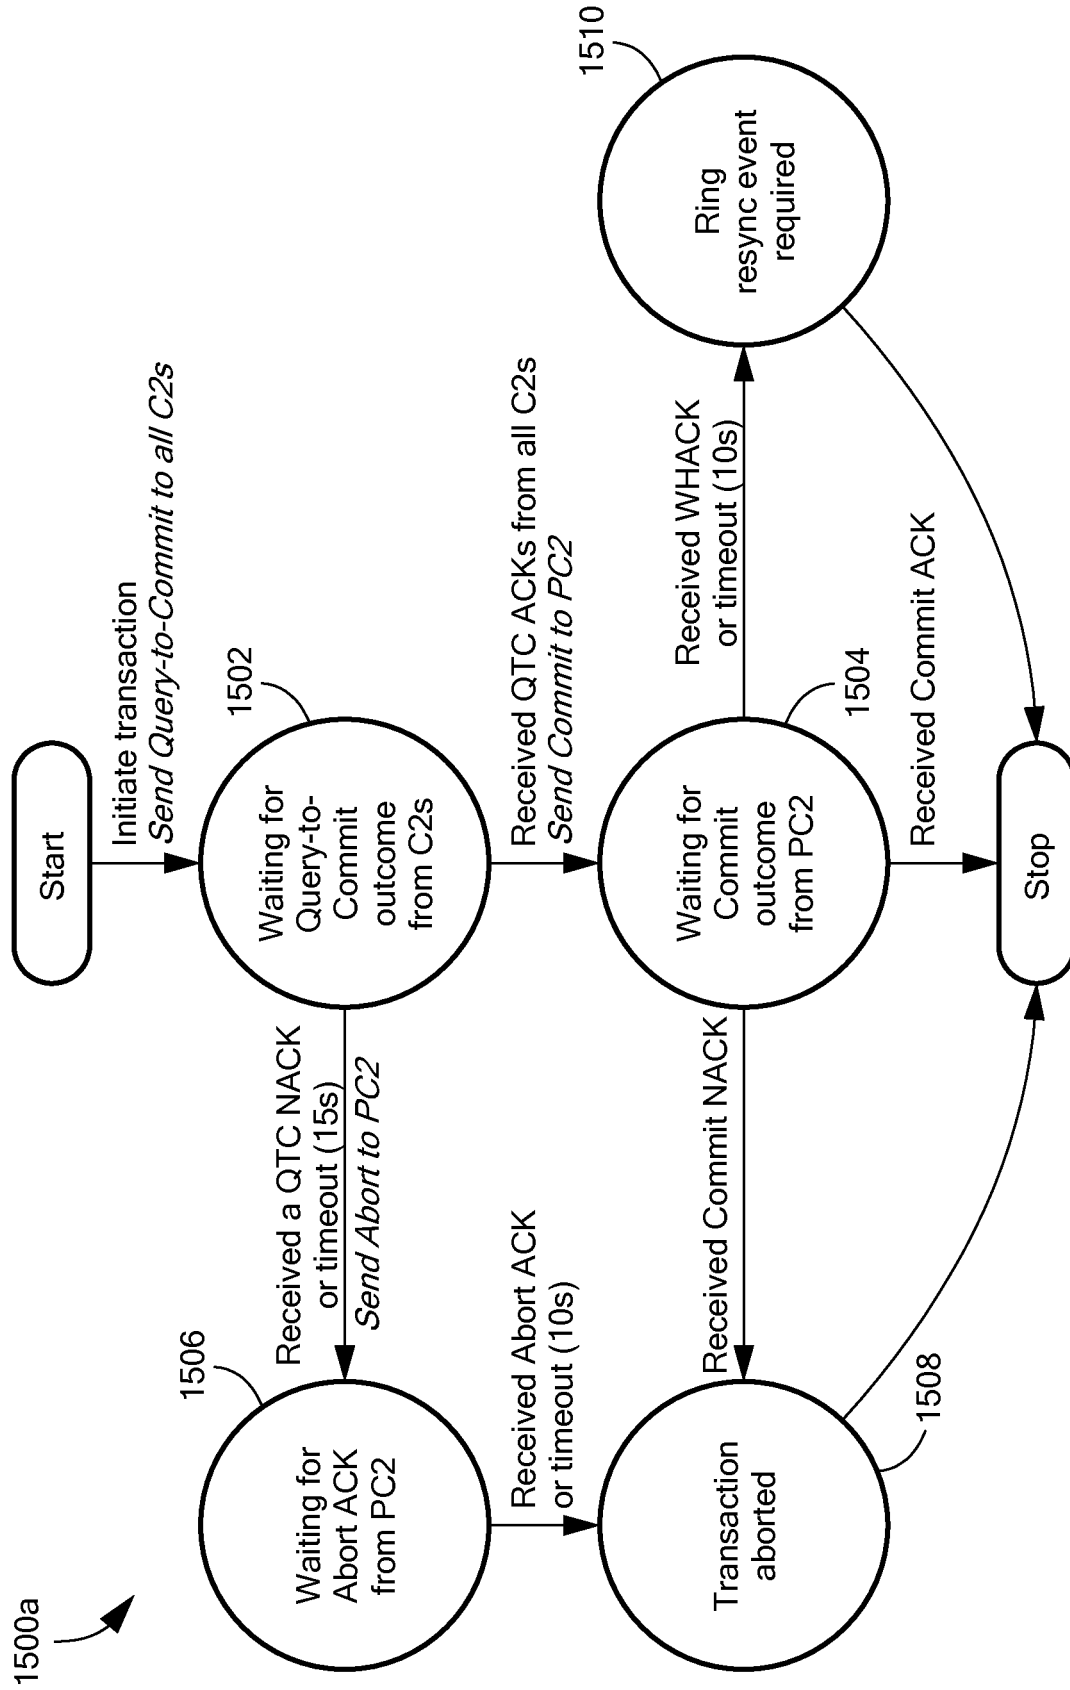 1500a
Start
Initiate transaction
Send Query-to-Commit to all C2s
1506
Waiting for
Abort ACK
from PC2
Received a QTC NACK
or timeout (15s)
Send Abort to PC2
1502
Waiting for
Query-to-
Commit
outcome
from C2s
Received Abort ACK
or timeout (10s)
Received QTC ACKs from all C2s
Send Commit to PC2
Transaction
aborted
1508
Received Commit NACK
Waiting for
Commit
outcome
from PC2
1504
Received WHACK
or timeout (10s)
Ring
resync event
required
1510
Received Commit ACK
Stop